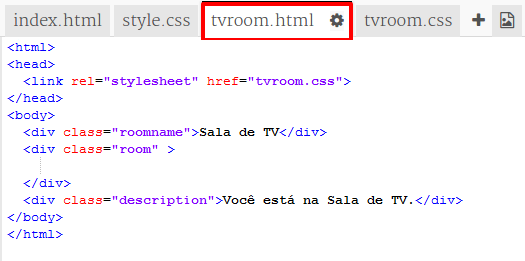 index.html style.css tvroom.html tvroom.css
<html>
<head>
<link rel="stylesheet" href="tvroom.css">
</head>
<body>
<div class="roomname">Sala de TV</div>
<div class="room" >
</div>
<div class="description">Você está na Sala de TV.</div>
</body>
</html>